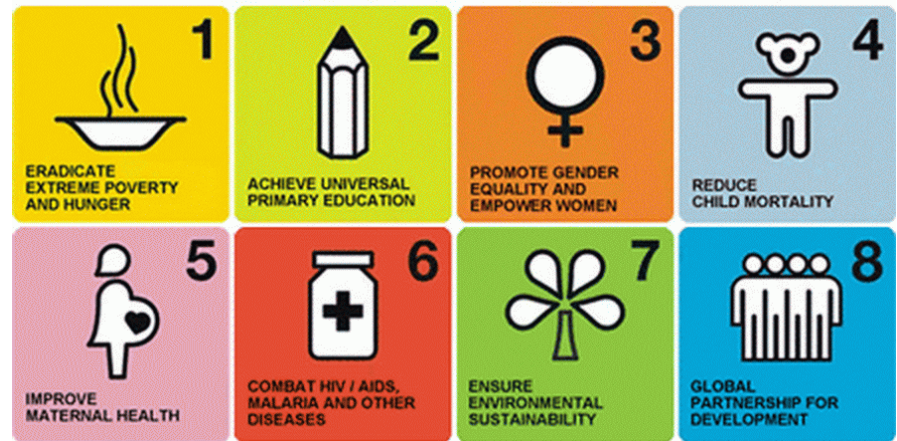 1
ERADICATE
EXTREME POVERTY
AND HUNGER
2
ACHIEVE UNIVERSAL
PRIMARY EDUCATION
3
PROMOTE GENDER
EQUALITY AND
EMPOWER WOMEN
4
REDUCE
CHILD MORTALITY
5
IMPROVE
MATERNAL HEALTH
6
COMBAT HIV / AIDS,
MALARIA AND OTHER
DISEASES
7
ENSURE
ENVIRONMENTAL
SUSTAINABILITY
8
GLOBAL
PARTNERSHIP FOR
DEVELOPMENT